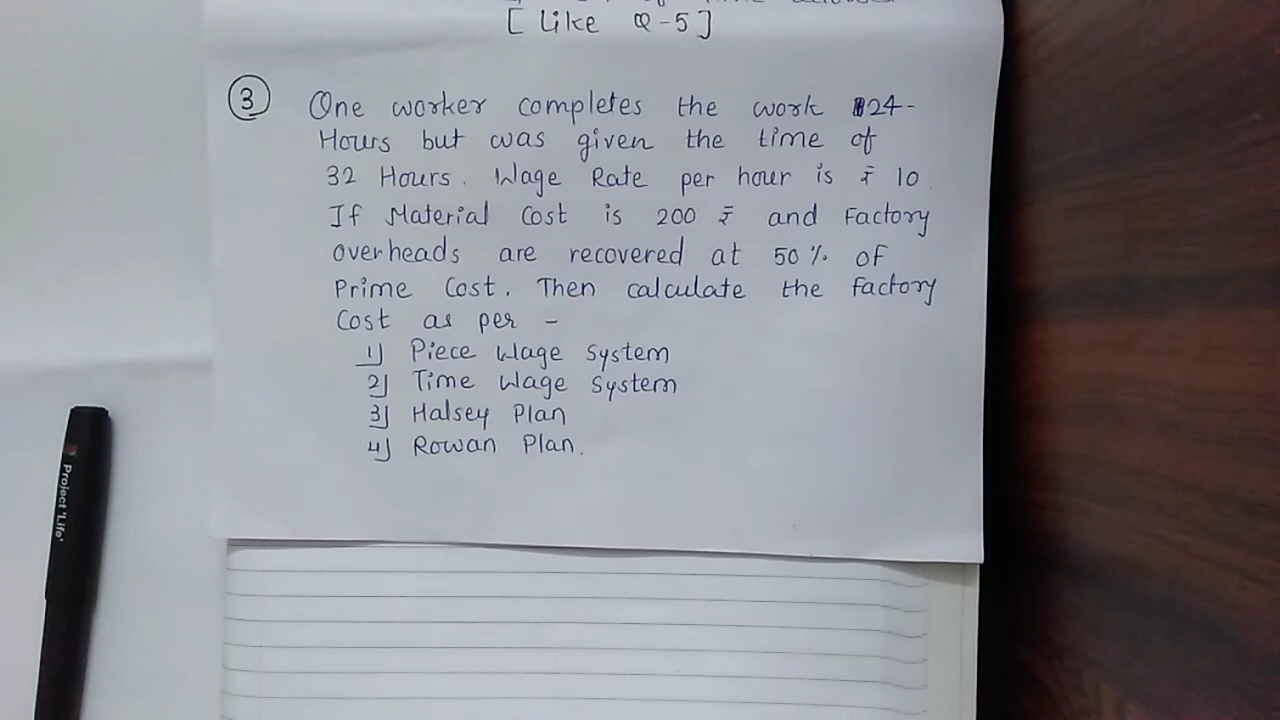 [ Like Q-5 ]
3 One worker completes the work 24-
Hours but was given the time of
32 Hours. Wage Rate per hour is ₹ 10
If Material Cost is 200 ₹ and Factory
overheads are recovered at 50% of
Prime Cost. Then calculate the factory
Cost as per -
1) Piece Wage System
2) Time Wage System
3) Halsey Plan
4) Rowan Plan.
Project 'Life'